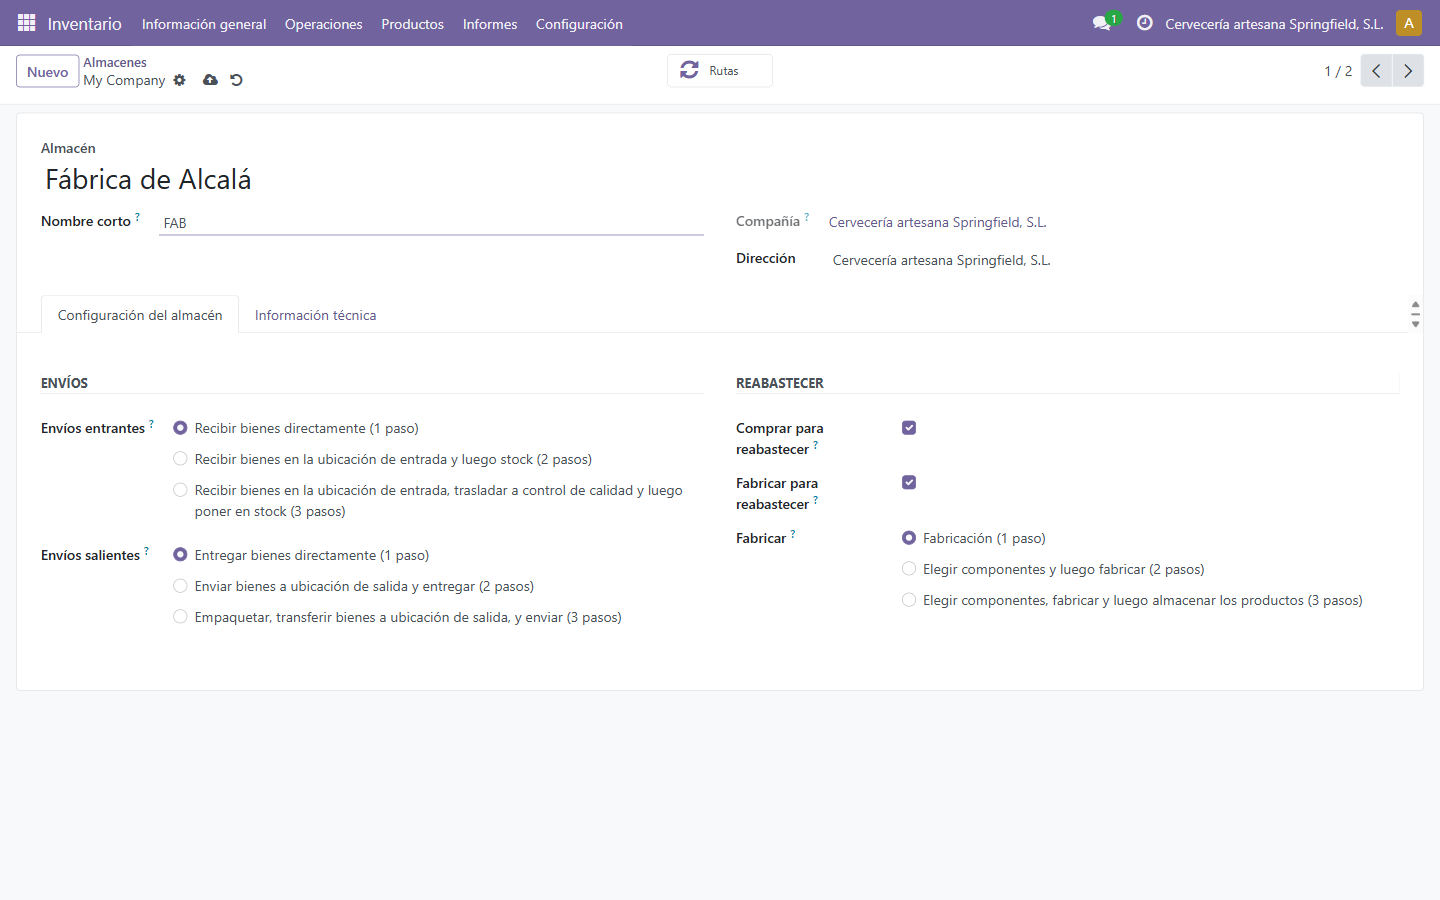 Inventario Información general Operaciones Productos Informes Configuración 1 Cervecería artesana Springfield, S.L. A
Nuevo Almacenes
My Company
Rutas
1 / 2
Almacén
Fábrica de Alcalá
Nombre corto ? FAB
Compañía ? Cervecería artesana Springfield, S.L.
Dirección Cervecería artesana Springfield, S.L.
Configuración del almacén Información técnica
ENVÍOS
Envíos entrantes ? Recibir bienes directamente (1 paso)
Recibir bienes en la ubicación de entrada y luego stock (2 pasos)
Recibir bienes en la ubicación de entrada, trasladar a control de calidad y luego
poner en stock (3 pasos)
Envíos salientes ? Entregar bienes directamente (1 paso)
Enviar bienes a ubicación de salida y entregar (2 pasos)
Empaquetar, transferir bienes a ubicación de salida, y enviar (3 pasos)
REABASTECER
Comprar para
reabastecer ?
Fabricar para
reabastecer ?
Fabricar ? Fabricación (1 paso)
Elegir componentes y luego fabricar (2 pasos)
Elegir componentes, fabricar y luego almacenar los productos (3 pasos)